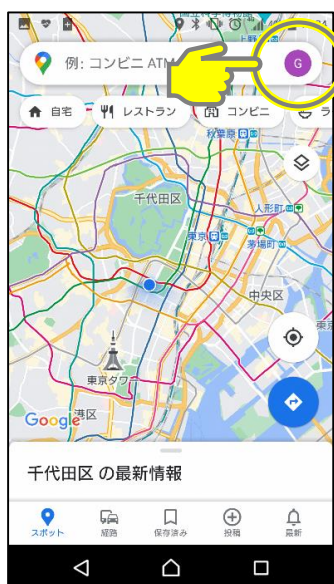 例: コンビニ ATM
G
自宅
レストラン
コンビニ
ラ
秋葉原
千代田区
人形町
東京
茅場町
中央区
東京タワー
Google
港区
千代田区 の最新情報
スポット
経路
保存済み
投稿
最新